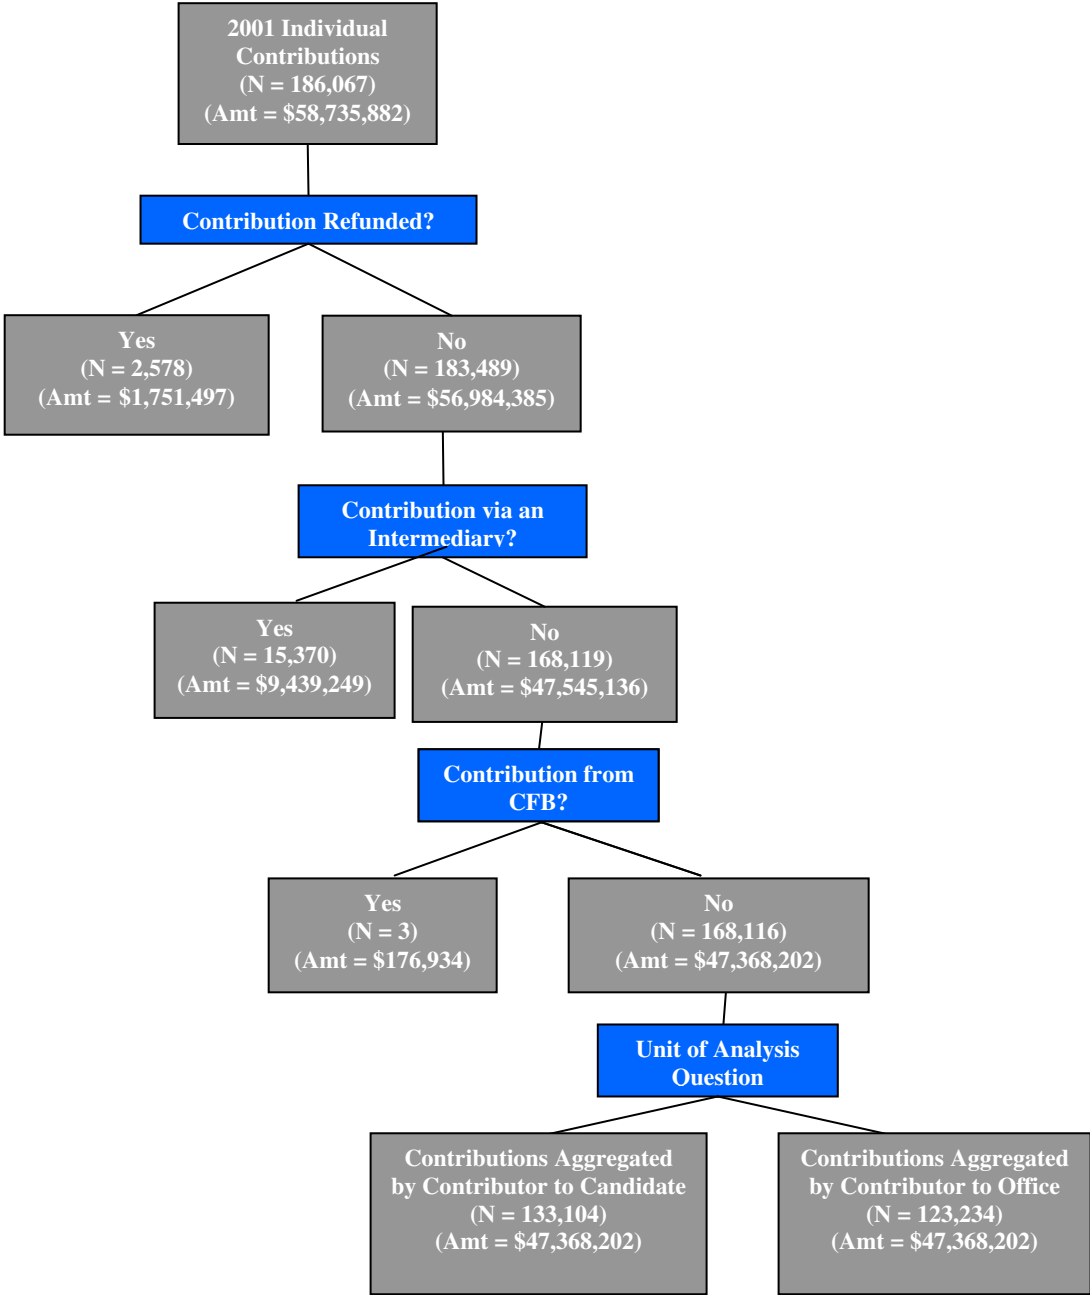 2001 Individual
Contributions
(N = 186,067)
(Amt = $58,735,882)
Contribution Refunded?
Yes
(N = 2,578)
(Amt = $1,751,497)
No
(N = 183,489)
(Amt = $56,984,385)
Contribution via an
Intermediary?
Yes
(N = 15,370)
(Amt = $9,439,249)
No
(N = 168,119)
(Amt = $47,545,136)
Contribution from
CFB?
Yes
(N = 3)
(Amt = $176,934)
No
(N = 168,116)
(Amt = $47,368,202)
Unit of Analysis
Question
Contributions Aggregated
by Contributor to Candidate
(N = 133,104)
(Amt = $47,368,202)
Contributions Aggregated
by Contributor to Office
(N = 123,234)
(Amt = $47,368,202)